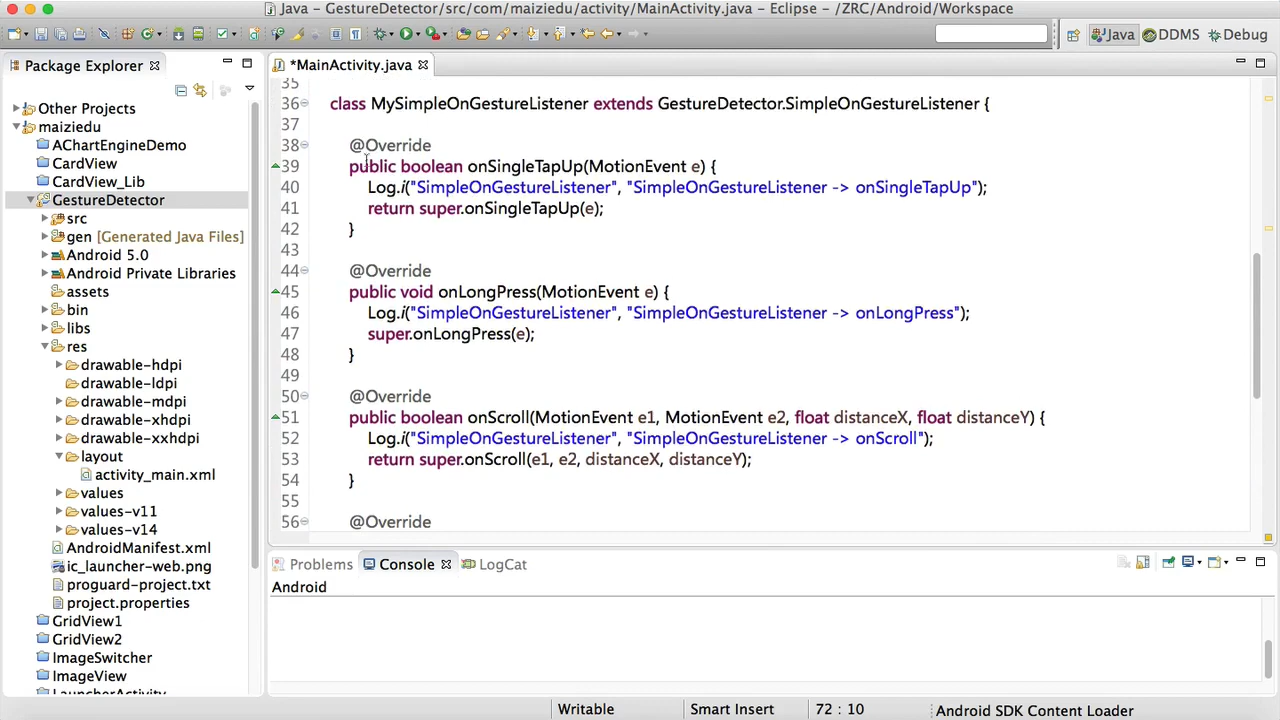 Java – GestureDetector/src/com/maiziedu/activity/MainActivity.java – Eclipse – /ZRC/Android/Workspace
Java
DDMS
Debug
Package Explorer
Other Projects
maiziedu
AChartEngineDemo
CardView
CardView_Lib
GestureDetector
src
gen [Generated Java Files]
Android 5.0
Android Private Libraries
assets
bin
libs
res
drawable-hdpi
drawable-ldpi
drawable-mdpi
drawable-xhdpi
drawable-xxhdpi
layout
activity_main.xml
values
values-v11
values-v14
AndroidManifest.xml
ic_launcher-web.png
proguard-project.txt
project.properties
GridView1
GridView2
ImageSwitcher
ImageView
LauncherActivity
*MainActivity.java
35
36 class MySimpleOnGestureListener extends GestureDetector.SimpleOnGestureListener {
37
38 @Override
39 public boolean onSingleTapUp(MotionEvent e) {
40 Log.i("SimpleOnGestureListener", "SimpleOnGestureListener -> onSingleTapUp");
41 return super.onSingleTapUp(e);
42 }
43
44 @Override
45 public void onLongPress(MotionEvent e) {
46 Log.i("SimpleOnGestureListener", "SimpleOnGestureListener -> onLongPress");
47 super.onLongPress(e);
48 }
49
50 @Override
51 public boolean onScroll(MotionEvent e1, MotionEvent e2, float distanceX, float distanceY) {
52 Log.i("SimpleOnGestureListener", "SimpleOnGestureListener -> onScroll");
53 return super.onScroll(e1, e2, distanceX, distanceY);
54 }
55
56 @Override
Problems
Console
LogCat
Android
Writable
Smart Insert
72 : 10
Android SDK Content Loader